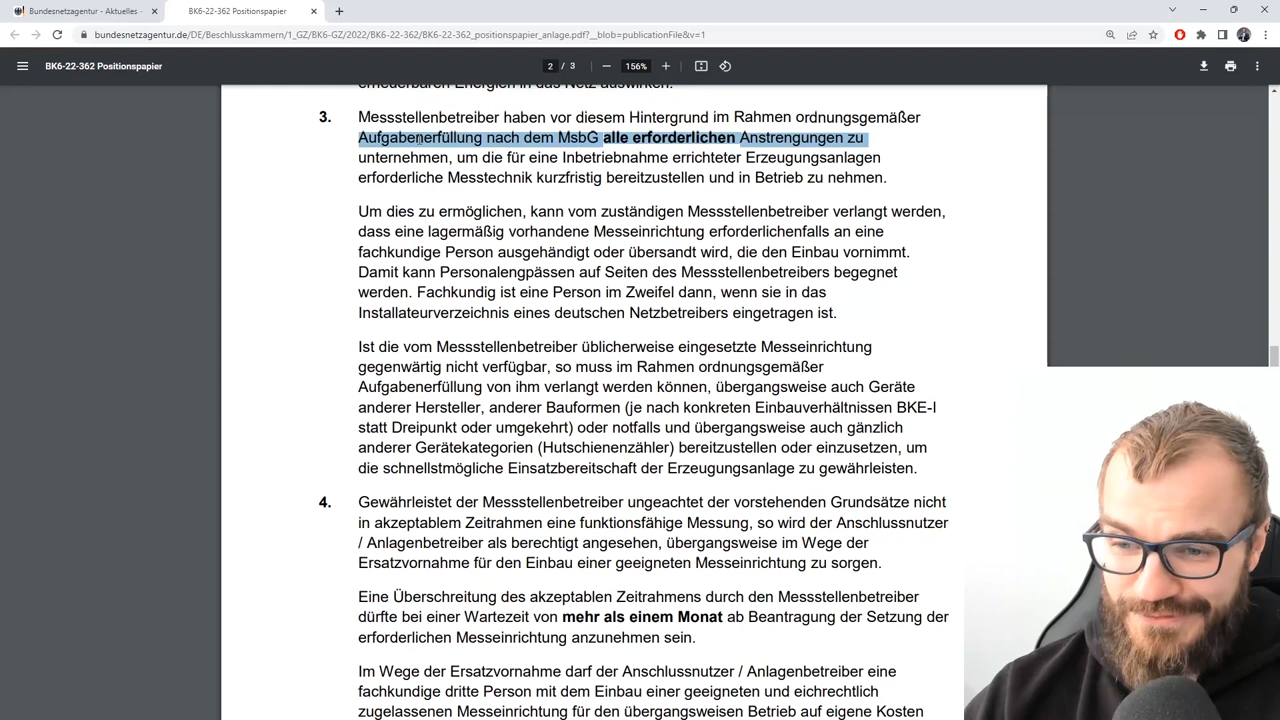 Bundesnetzagentur - Aktuelles -
BK6-22-362 Positionspapier
bundesnetzagentur.de/DE/Beschlusskammern/1_GZ/BK6-GZ/2022/BK6-22-362/BK6-22-362_positionspapier_anlage.pdf?__blob=publicationFile&v=1
BK6-22-362 Positionspapier
2 / 3
156%
erneuerbaren Energien in das Netz auswirken.
3. Messstellenbetreiber haben vor diesem Hintergrund im Rahmen ordnungsgemäßer
Aufgabenerfüllung nach dem MsbG alle erforderlichen Anstrengungen zu
unternehmen, um die für eine Inbetriebnahme errichteter Erzeugungsanlagen
erforderliche Messtechnik kurzfristig bereitzustellen und in Betrieb zu nehmen.
Um dies zu ermöglichen, kann vom zuständigen Messstellenbetreiber verlangt werden,
dass eine lagermäßig vorhandene Messeinrichtung erforderlichenfalls an eine
fachkundige Person ausgehändigt oder übersandt wird, die den Einbau vornimmt.
Damit kann Personalengpässen auf Seiten des Messstellenbetreibers begegnet
werden. Fachkundig ist eine Person im Zweifel dann, wenn sie in das
Installateurverzeichnis eines deutschen Netzbetreibers eingetragen ist.
Ist die vom Messstellenbetreiber üblicherweise eingesetzte Messeinrichtung
gegenwärtig nicht verfügbar, so muss im Rahmen ordnungsgemäßer
Aufgabenerfüllung von ihm verlangt werden können, übergangsweise auch Geräte
anderer Hersteller, anderer Bauformen (je nach konkreten Einbauverhältnissen BKE-I
statt Dreipunkt oder umgekehrt) oder notfalls und übergangsweise auch gänzlich
anderer Gerätekategorien (Hutschienenzähler) bereitzustellen oder einzusetzen, um
die schnellstmögliche Einsatzbereitschaft der Erzeugungsanlage zu gewährleisten.
4. Gewährleistet der Messstellenbetreiber ungeachtet der vorstehenden Grundsätze nicht
in akzeptablem Zeitrahmen eine funktionsfähige Messung, so wird der Anschlussnutzer
/ Anlagenbetreiber als berechtigt angesehen, übergangsweise im Wege der
Ersatzvornahme für den Einbau einer geeigneten Messeinrichtung zu sorgen.
Eine Überschreitung des akzeptablen Zeitrahmens durch den Messstellenbetreiber
dürfte bei einer Wartezeit von mehr als einem Monat ab Beantragung der Setzung der
erforderlichen Messeinrichtung anzunehmen sein.
Im Wege der Ersatzvornahme darf der Anschlussnutzer / Anlagenbetreiber eine
fachkundige dritte Person mit dem Einbau einer geeigneten und eichrechtlich
zugelassenen Messeinrichtung für den übergangsweisen Betrieb auf eigene Kosten